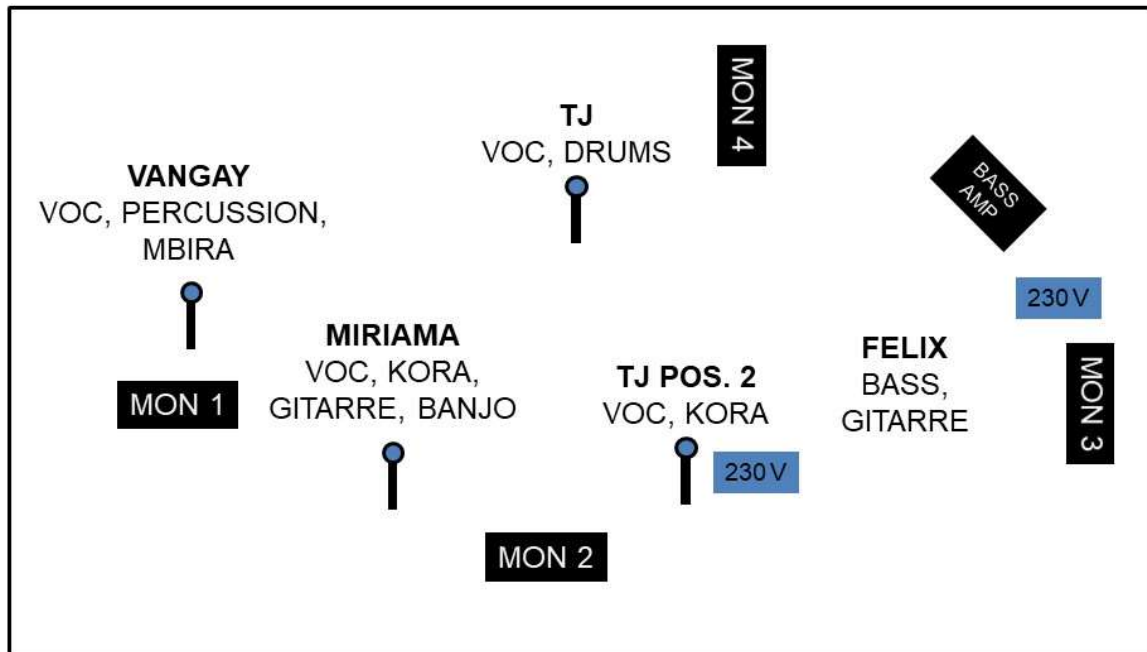 MON 4
TJ
VOC, DRUMS
VANGAY
VOC, PERCUSSION,
MBIRA
BASS
AMP
230 V
MIRIAMA
VOC, KORA,
GITARRE, BANJO
TJ POS. 2
VOC, KORA
FELIX
BASS,
GITARRE
MON 3
MON 1
230 V
MON 2